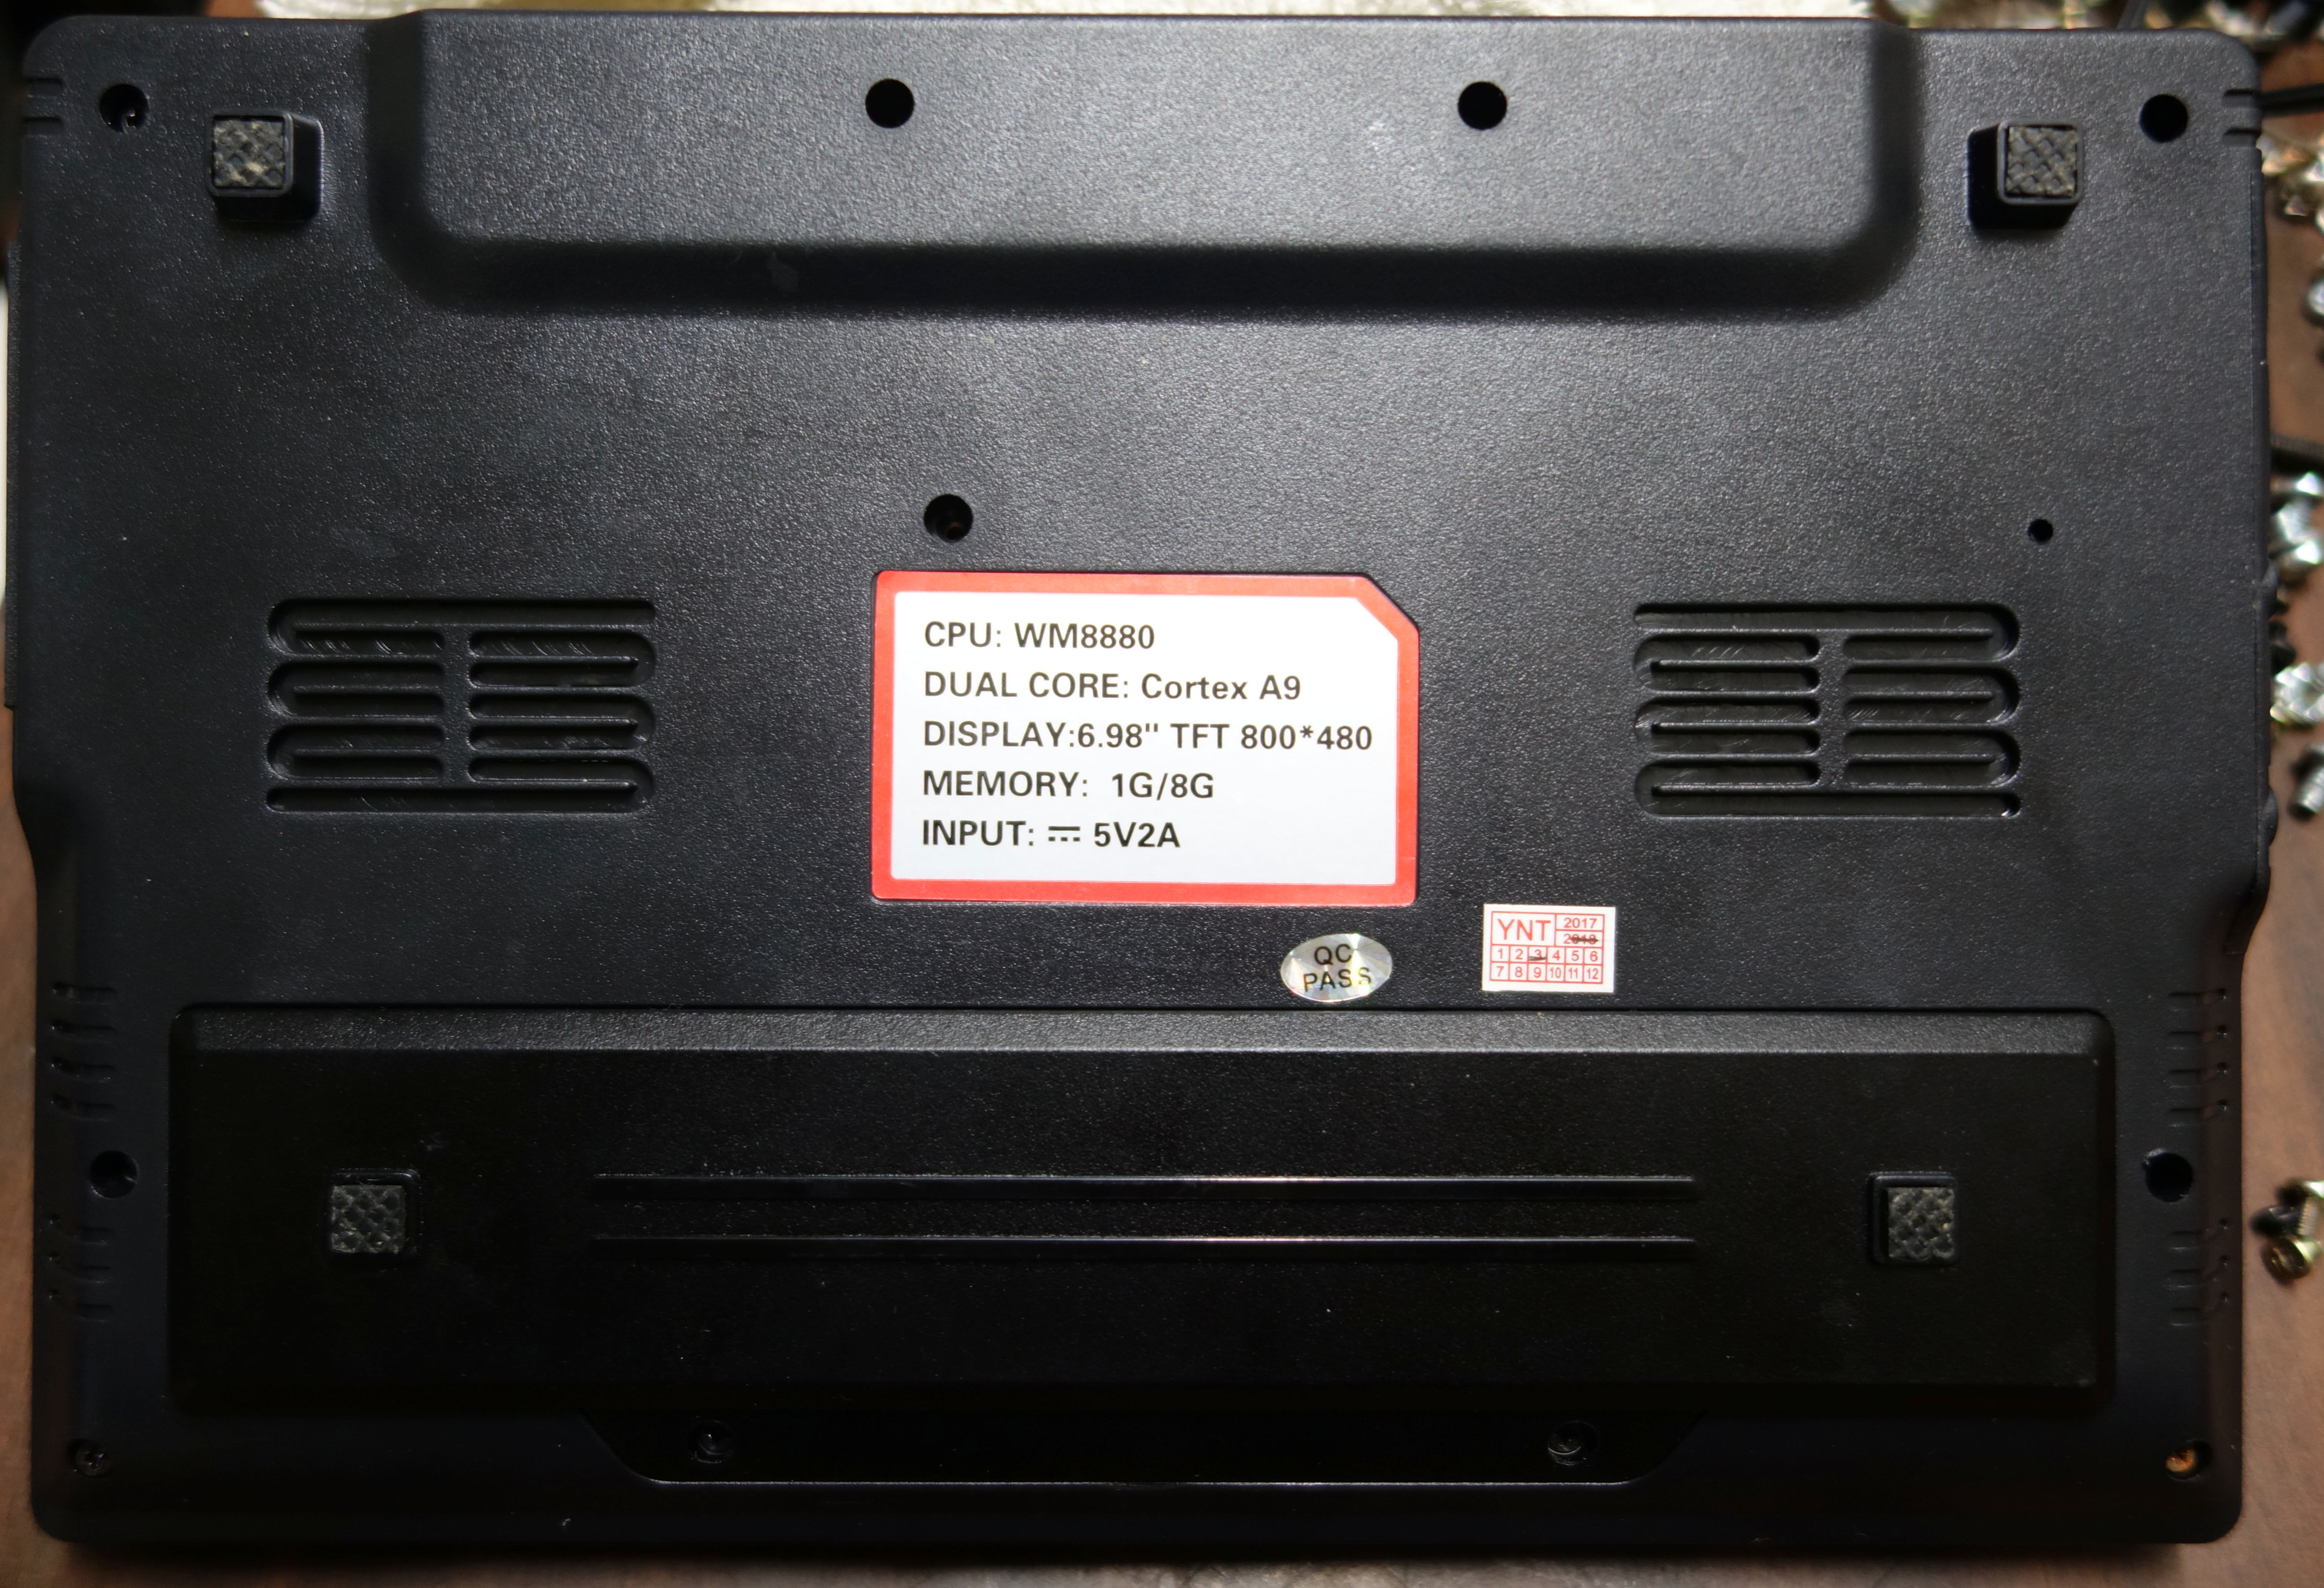 CPU: WM8880
DUAL CORE: Cortex A9
DISPLAY:6.98" TFT 800*480
MEMORY: 1G/8G
INPUT: ⎓ 5V2A
QC
PASS
YNT 2017
2018
1 2 3 4 5 6
7 8 9 10 11 12